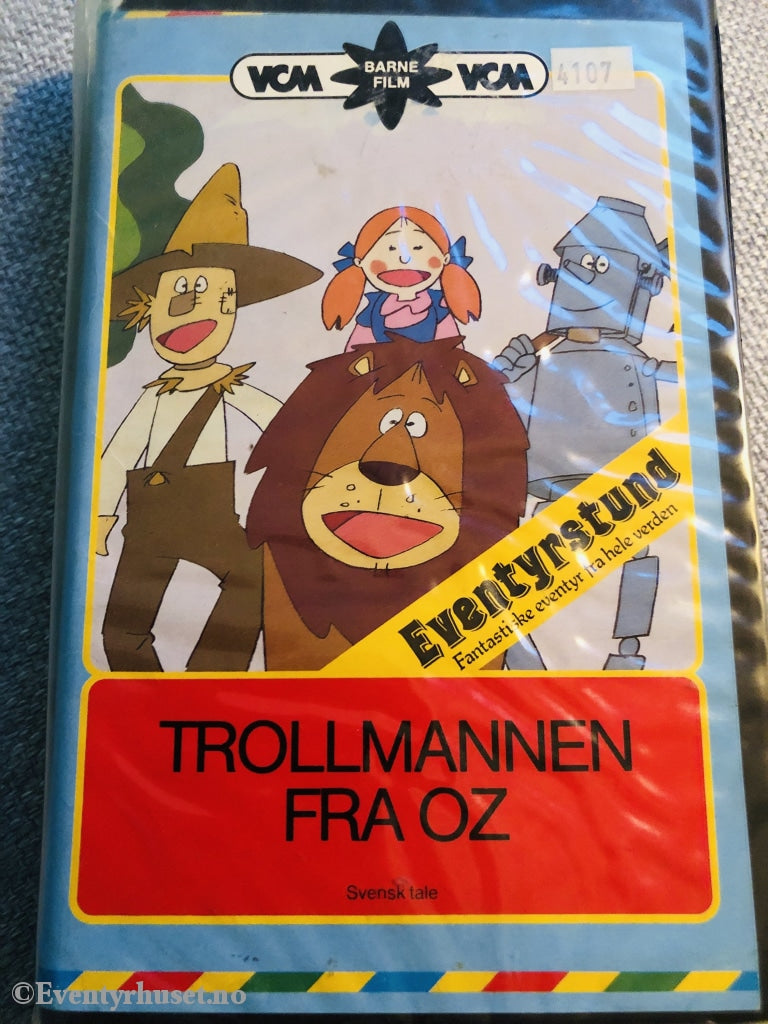 VCM BARNE FILM VCM
4107
Eventyrstund
Fantastiske eventyr fra hele verden
TROLLMANNEN
FRA OZ
Svensk tale
©Eventyrhuset.no